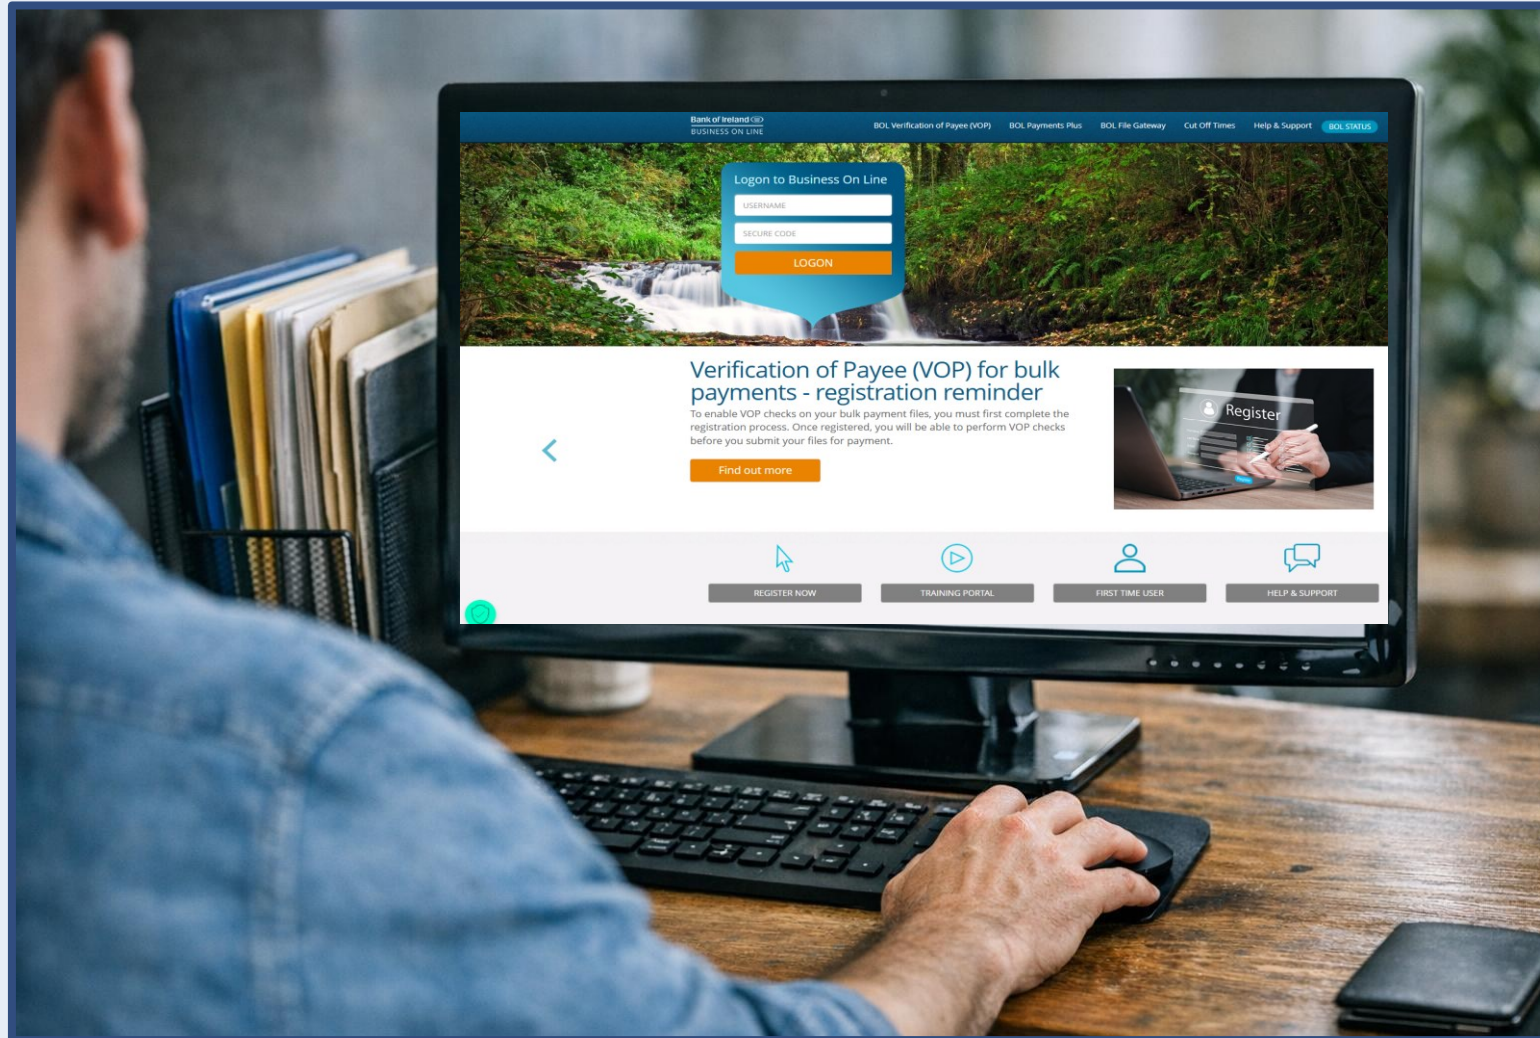 Bank of Ireland
BUSINESS ON LINE
BOL Verification of Payee (VOP) BOL Payments Plus BOL File Gateway Cut Off Times Help & Support BOL STATUS
Logon to Business On Line
USERNAME
SECURE CODE
LOGON
Verification of Payee (VOP) for bulk
payments - registration reminder
To enable VOP checks on your bulk payment files, you must first complete the
registration process. Once registered, you will be able to perform VOP checks
before you submit your files for payment.
Find out more
Register
REGISTER NOW TRAINING PORTAL FIRST TIME USER HELP & SUPPORT